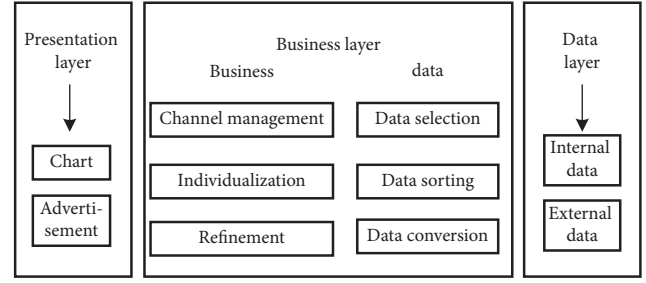 Presentation
layer
Chart
Adverti-
sement
Business layer
Business data
Channel management Data selection
Individualization Data sorting
Refinement Data conversion
Data
layer
Internal
data
External
data